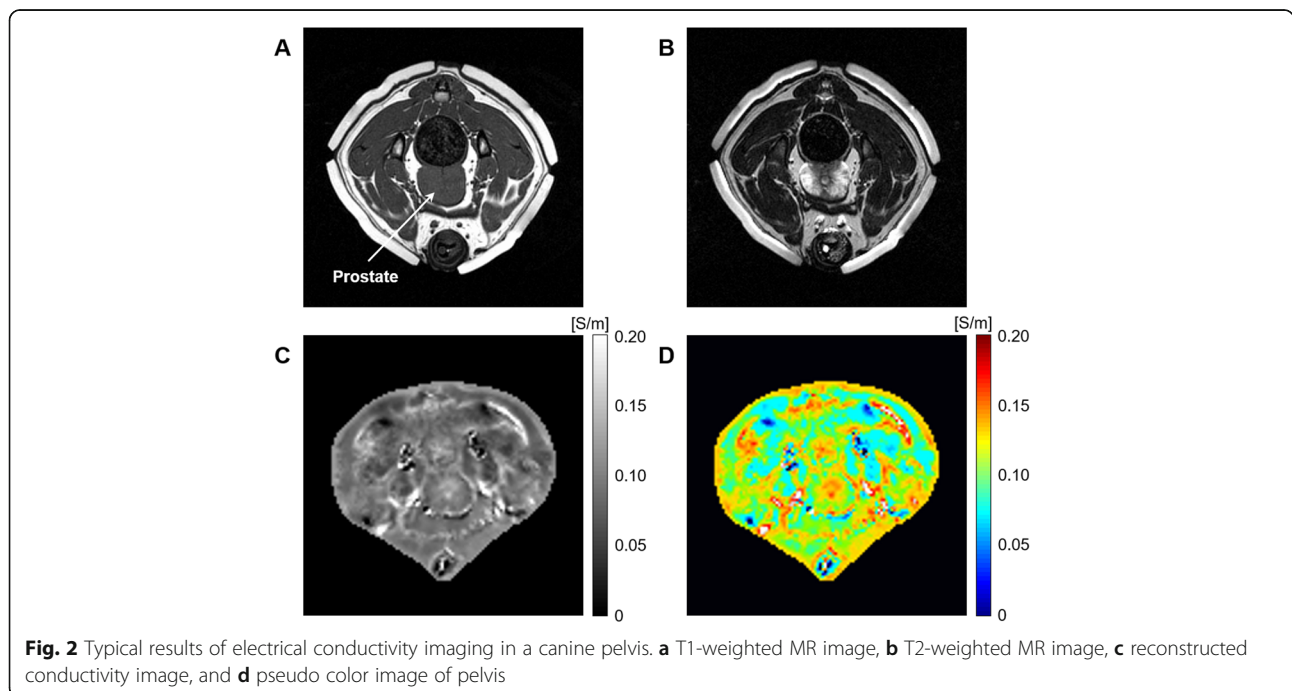 A
B
Prostate
[S/m]
0.20
0.15
0.10
0.05
0
C
[S/m]
0.20
0.15
0.10
0.05
0
D
Fig. 2 Typical results of electrical conductivity imaging in a canine pelvis. a T1-weighted MR image, b T2-weighted MR image, c reconstructed
conductivity image, and d pseudo color image of pelvis